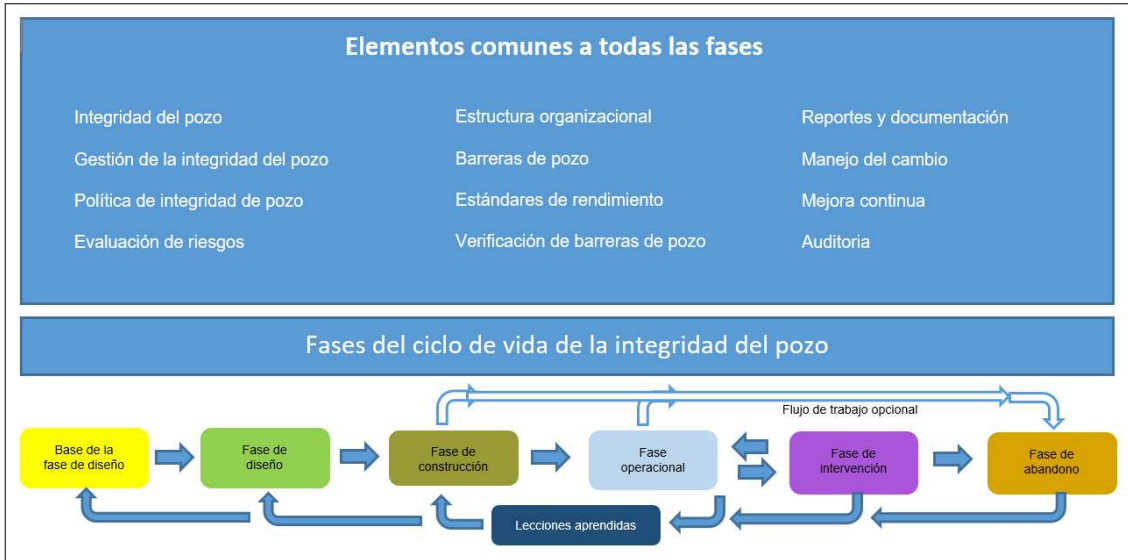 Elementos comunes a todas las fases
Integridad del pozo
Gestión de la integridad del pozo
Política de integridad de pozo
Evaluación de riesgos
Estructura organizacional
Barreras de pozo
Estándares de rendimiento
Verificación de barreras de pozo
Reportes y documentación
Manejo del cambio
Mejora continua
Auditoria
Fases del ciclo de vida de la integridad del pozo
Flujo de trabajo opcional
Base de la
fase de diseño
Fase de
diseño
Fase de
construcción
Fase
operacional
Fase de
intervención
Fase de
abandono
Lecciones aprendidas